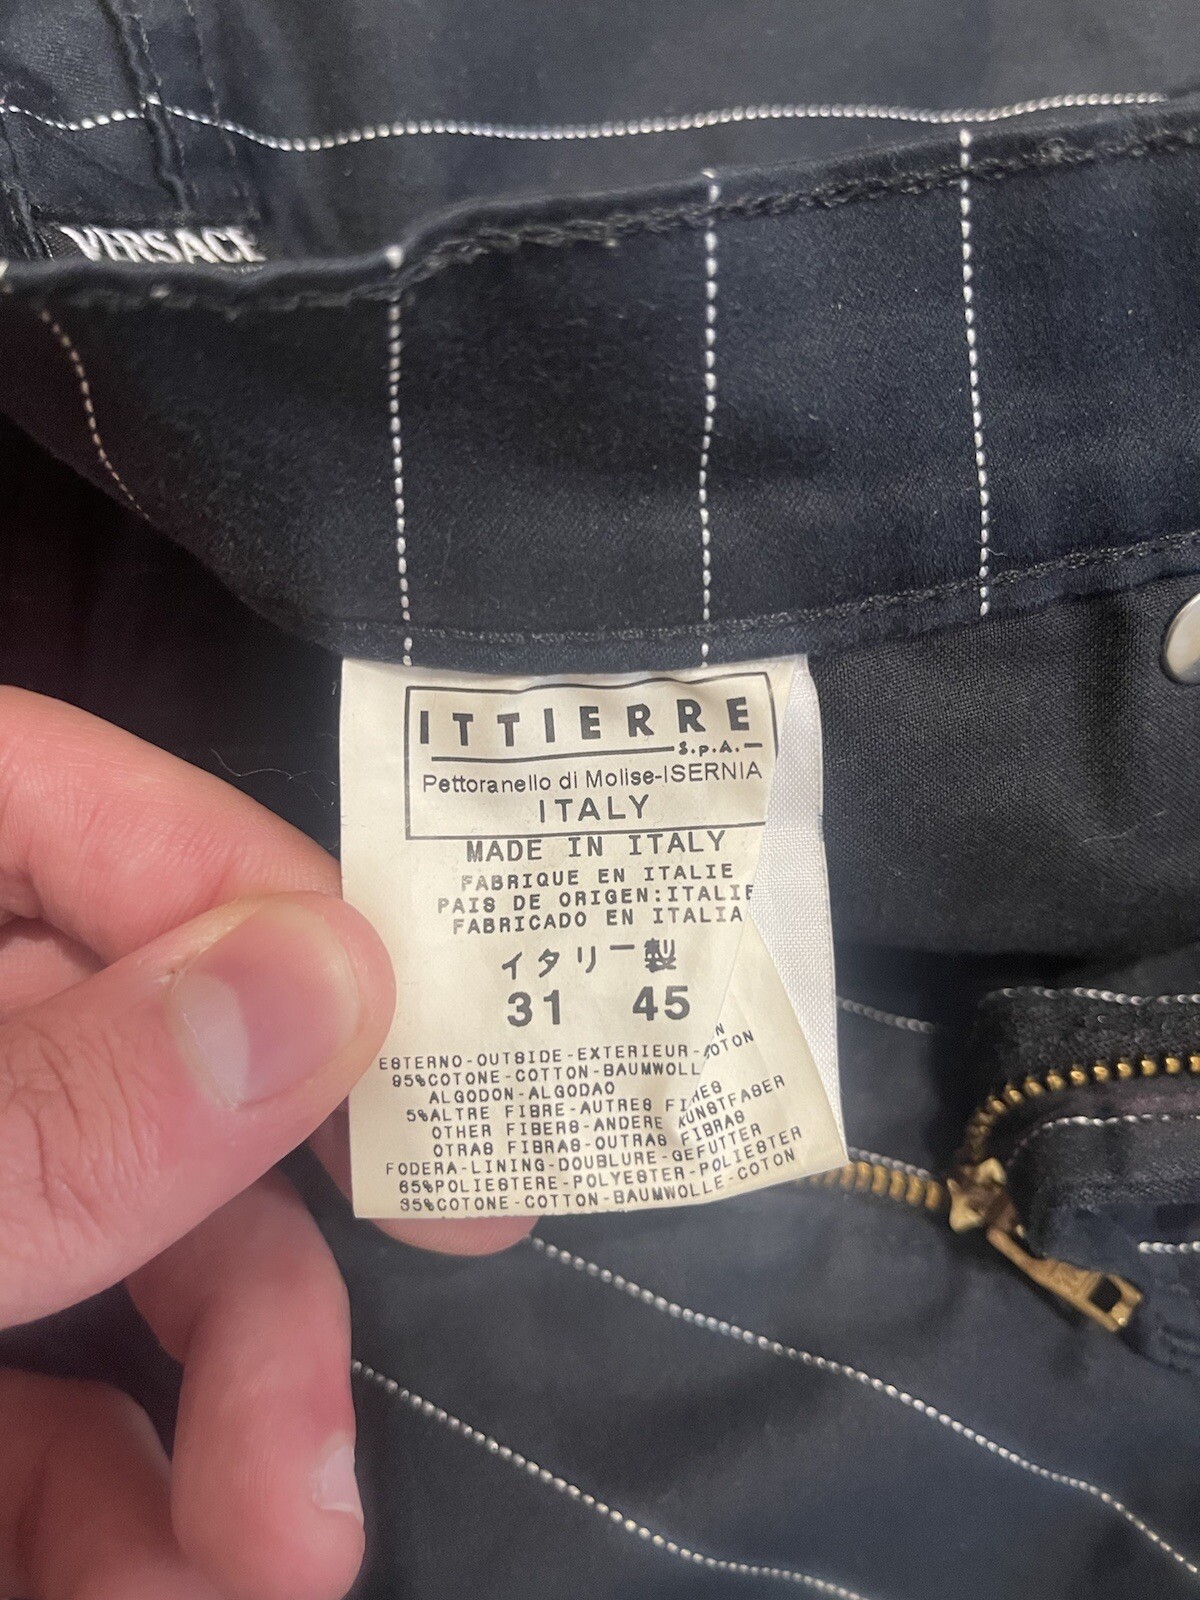 VERSACE
ITTIERRE
S.p.A.
Pettoranello di Molise-ISERNIA
ITALY
MADE IN ITALY
FABRIQUE EN ITALIE
PAIS DE ORIGEN:ITALIE
FABRICADO EN ITALIA
イタリー製
31 45
ESTERNO-OUTSIDE-EXTERIEUR-
95%COTONE-COTTON-BAUMWOLL OTON
ALGODON-ALGODAO
5%ALTRE FIBRE-AUTRES FIBRES
OTHER FIBERS-ANDERE KUNSTFASER
OTRAS FIBRAS-OUTRAS FIBRAS
FODERA-LINING-DOUBLURE-GEFUTTER
65%POLIESTERE-POLYESTER-POLIESTER
35%COTONE-COTTON-BAUMWOLLE-COTON